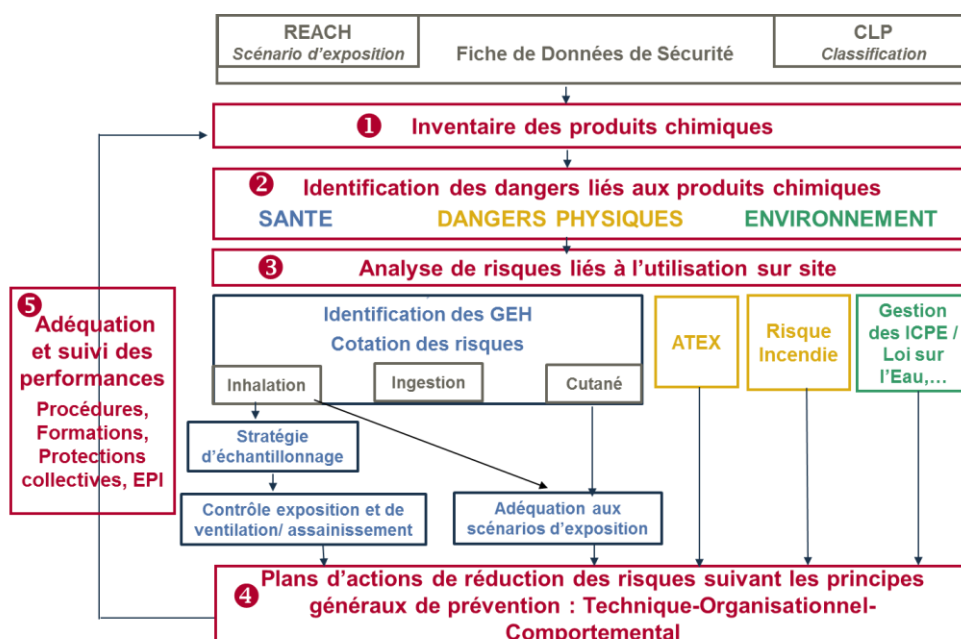 REACH
Scénario d'exposition
Fiche de Données de Sécurité
CLP
Classification
❶ Inventaire des produits chimiques
❷ Identification des dangers liés aux produits chimiques
SANTE DANGERS PHYSIQUES ENVIRONNEMENT
❸ Analyse de risques liés à l'utilisation sur site
Identification des GEH
Cotation des risques
Inhalation
Ingestion
Cutané
ATEX
Risque
Incendie
Gestion
des ICPE /
Loi sur
l'Eau,…
Stratégie
d'échantillonnage
Contrôle exposition et de
ventilation/ assainissement
Adéquation aux
scénarios d'exposition
❹ Plans d'actions de réduction des risques suivant les principes
généraux de prévention : Technique-Organisationnel-
Comportemental
❺
Adéquation
et suivi des
performances
Procédures,
Formations,
Protections
collectives, EPI